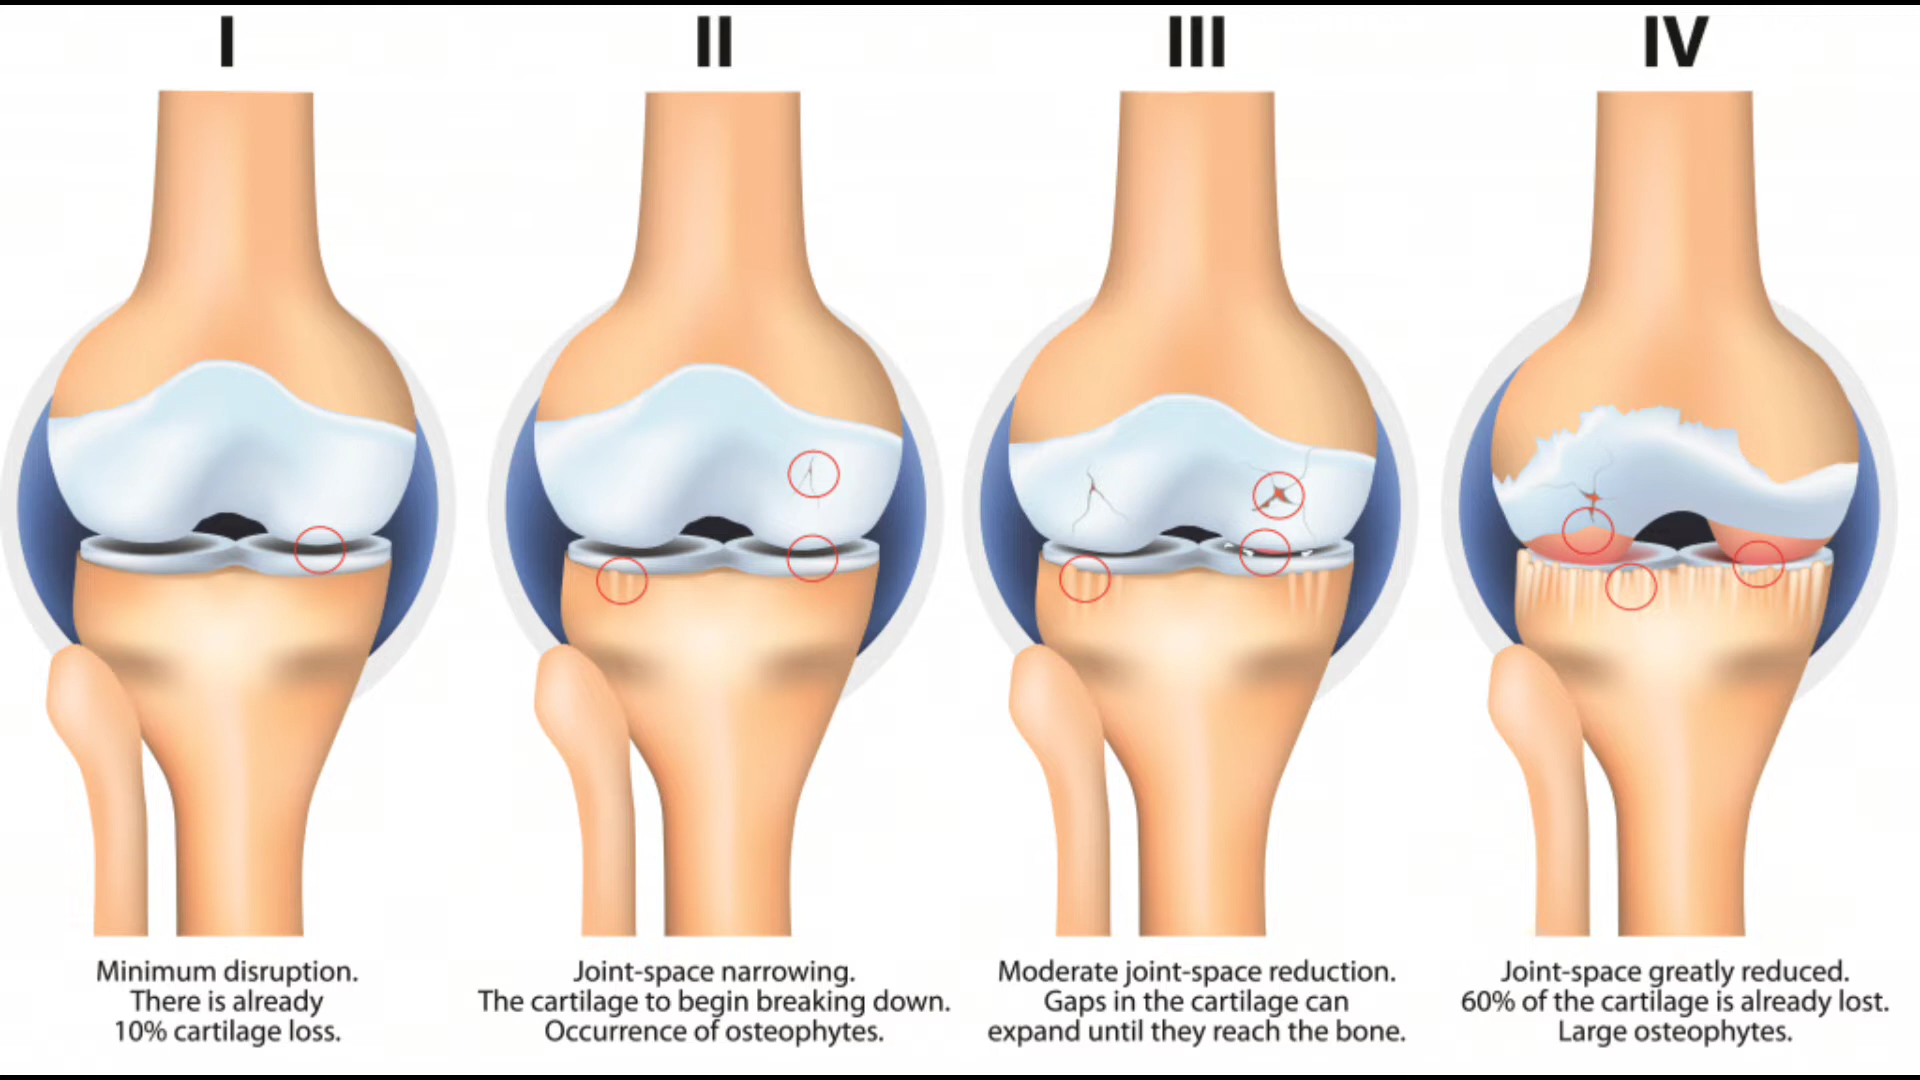 I
II
III
IV
Minimum disruption.
There is already
10% cartilage loss.
Joint-space narrowing.
The cartilage to begin breaking down.
Occurrence of osteophytes.
Moderate joint-space reduction.
Gaps in the cartilage can
expand until they reach the bone.
Joint-space greatly reduced.
60% of the cartilage is already lost.
Large osteophytes.